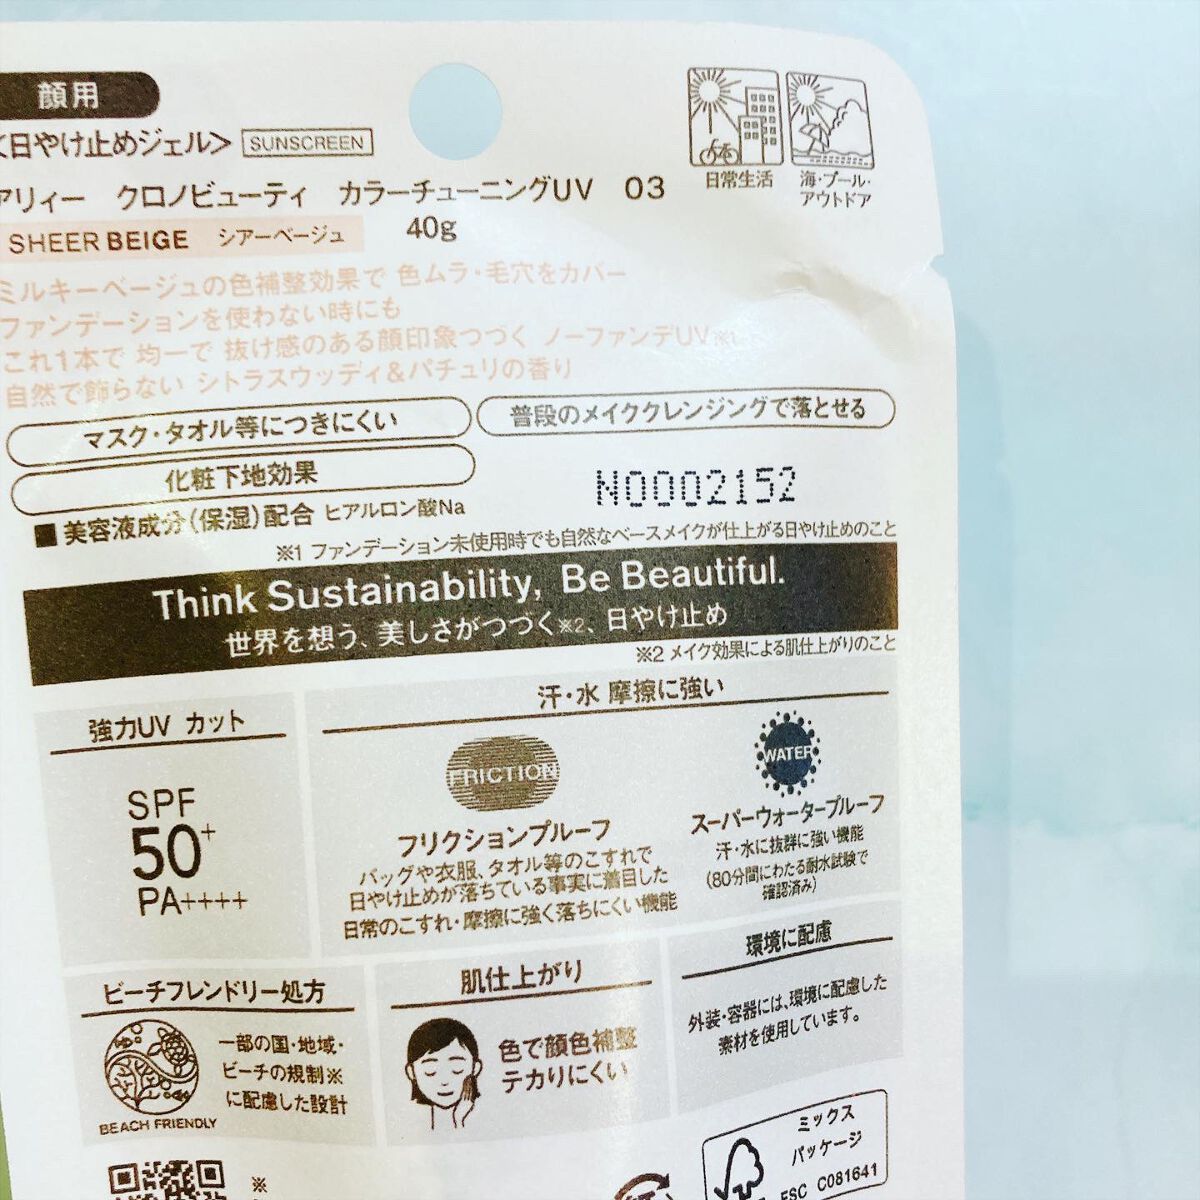 顔用
<日やけ止めジェル> SUNSCREEN
アリィー クロノビューティ カラーチューニングUV 03
SHEER BEIGE シアーベージュ 40g
日常生活
海・プール・
アウトドア
ミルキーベージュの色補整効果で 色ムラ・毛穴をカバー
ファンデーションを使わない時にも
これ1本で 均一で 抜け感のある顔印象つづく ノーファンデUV※1
自然で飾らない シトラスウッディ&パチュリの香り
マスク・タオル等につきにくい
普段のメイククレンジングで落とせる
化粧下地効果
N0002152
■美容液成分(保湿)配合 ヒアルロン酸Na
※1 ファンデーション未使用時でも自然なベースメイクが仕上がる日やけ止めのこと
Think Sustainability, Be Beautiful.
世界を想う、美しさがつづく※2、日やけ止め
※2 メイク効果による肌仕上がりのこと
強力UV カット
SPF
50+
PA++++
汗・水 摩擦に強い
FRICTION
フリクションプルーフ
バッグや衣服、タオル等のこすれで
日やけ止めが落ちている事実に着目した
日常のこすれ・摩擦に強く落ちにくい機能
WATER
スーパーウォータープルーフ
汗・水に抜群に強い機能
(80分間にわたる耐水試験で
確認済み)
ビーチフレンドリー処方
BEACH FRIENDLY
一部の国・地域・
ビーチの規制※
に配慮した設計
肌仕上がり
色で顔色補整
テカりにくい
環境に配慮
外装・容器には、環境に配慮した
素材を使用しています。
※
ミックス
パッケージ
FSC C081641